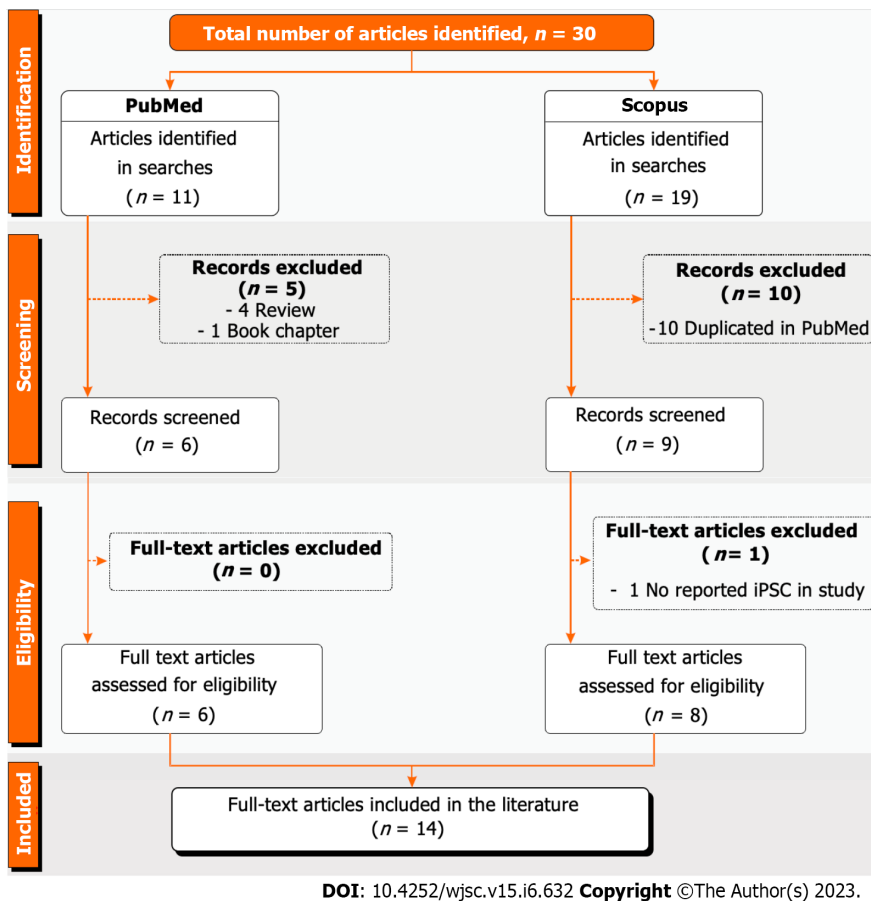 Identification
Total number of articles identified, n = 30
PubMed
Articles identified
in searches
(n = 11)
Scopus
Articles identified
in searches
(n = 19)
Screening
Records excluded
(n = 5)
- 4 Review
- 1 Book chapter
Records excluded
(n = 10)
-10 Duplicated in PubMed
Records screened
(n = 6)
Records screened
(n = 9)
Eligibility
Full-text articles excluded
(n = 0)
Full-text articles excluded
(n= 1)
- 1 No reported iPSC in study
Full text articles
assessed for eligibility
(n = 6)
Full text articles
assessed for eligibility
(n = 8)
Included
Full-text articles included in the literature
(n = 14)
DOI: 10.4252/wjsc.v15.i6.632 Copyright ©The Author(s) 2023.